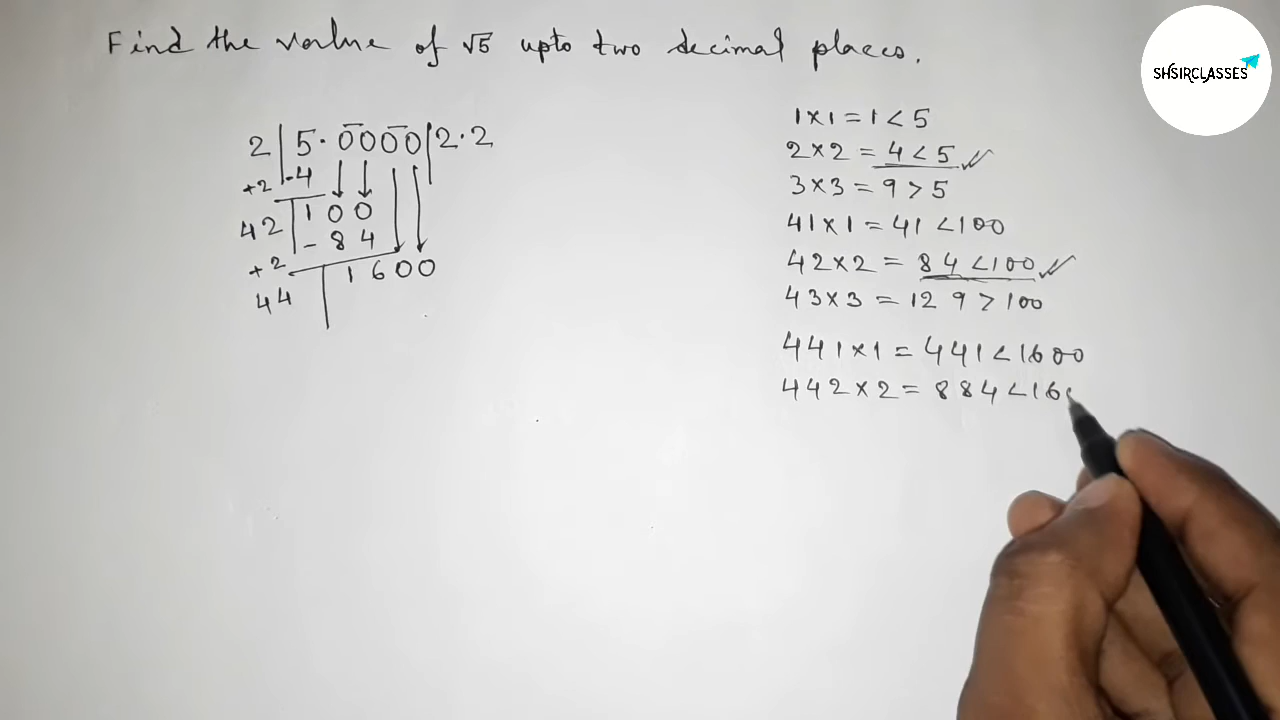 Find the value of √5 upto two decimal places.
SHSIRCLASSES
2 | 5.0000 | 2.2
+2 | -4
42 | 100
- 84
+2
44 | 1600
1×1 = 1 < 5
2×2 = 4 < 5 ✓
3×3 = 9 > 5
41×1 = 41 < 100
42×2 = 84 < 100 ✓
43×3 = 129 > 100
441×1 = 441 < 1600
442×2 = 884 < 160